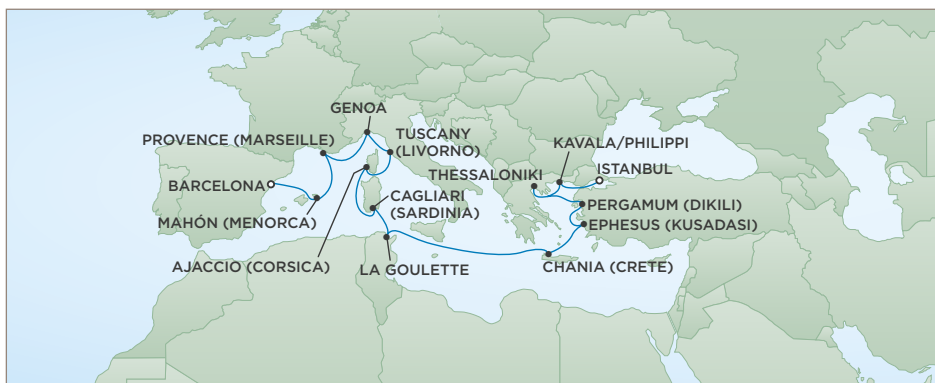 GENOA
PROVENCE (MARSEILLE)
TUSCANY
(LIVORNO)
KAVALA/PHILIPPI
THESSALONIKI
ISTANBUL
BARCELONA
CAGLIARI
(SARDINIA)
PERGAMUM (DIKILI)
MAHÓN (MENORCA)
EPHESUS (KUSADASI)
AJACCIO (CORSICA)
LA GOULETTE
CHANIA (CRETE)